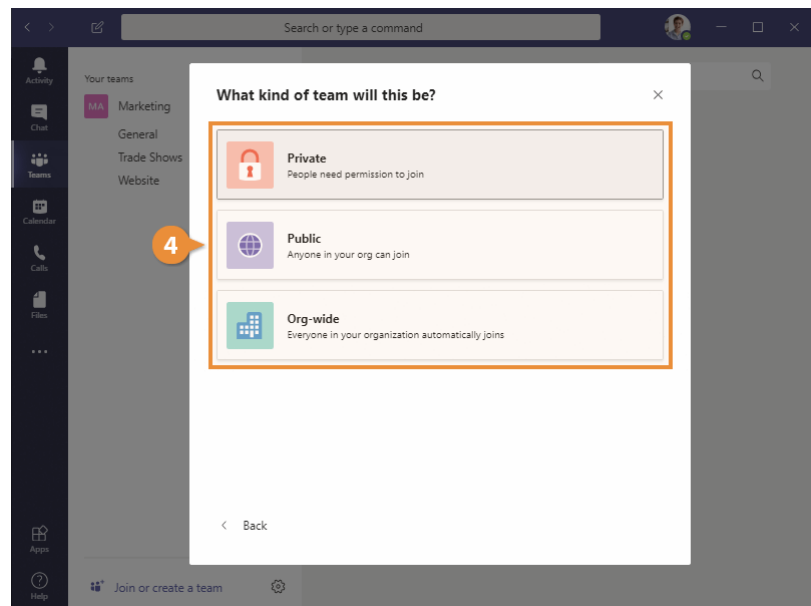 Search or type a command
Activity
Chat
Teams
Calendar
Calls
Files
Apps
Help
Your teams
MA Marketing
General
Trade Shows
Website
Join or create a team
What kind of team will this be?
4
Private
People need permission to join
Public
Anyone in your org can join
Org-wide
Everyone in your organization automatically joins
Back